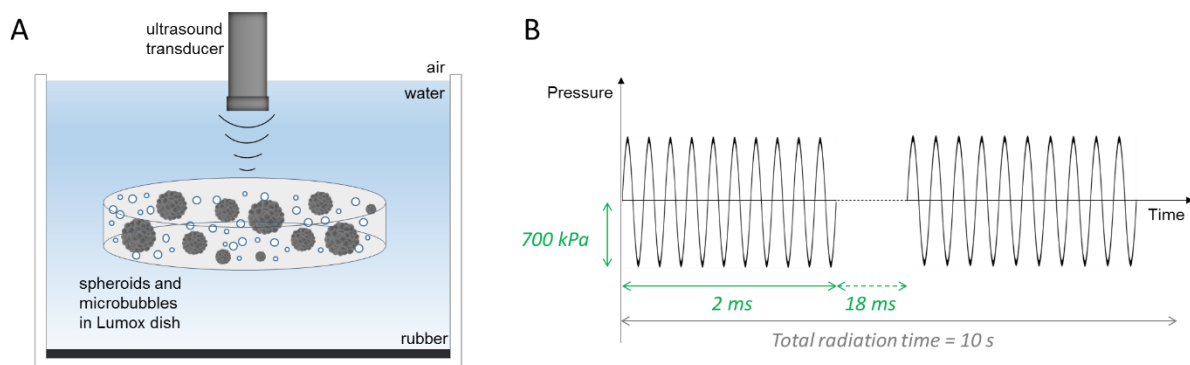 A
ultrasound
transducer
air
water
spheroids and
microbubbles
in Lumox dish
rubber
B
Pressure
Time
700 kPa
2 ms
18 ms
Total radiation time = 10 s